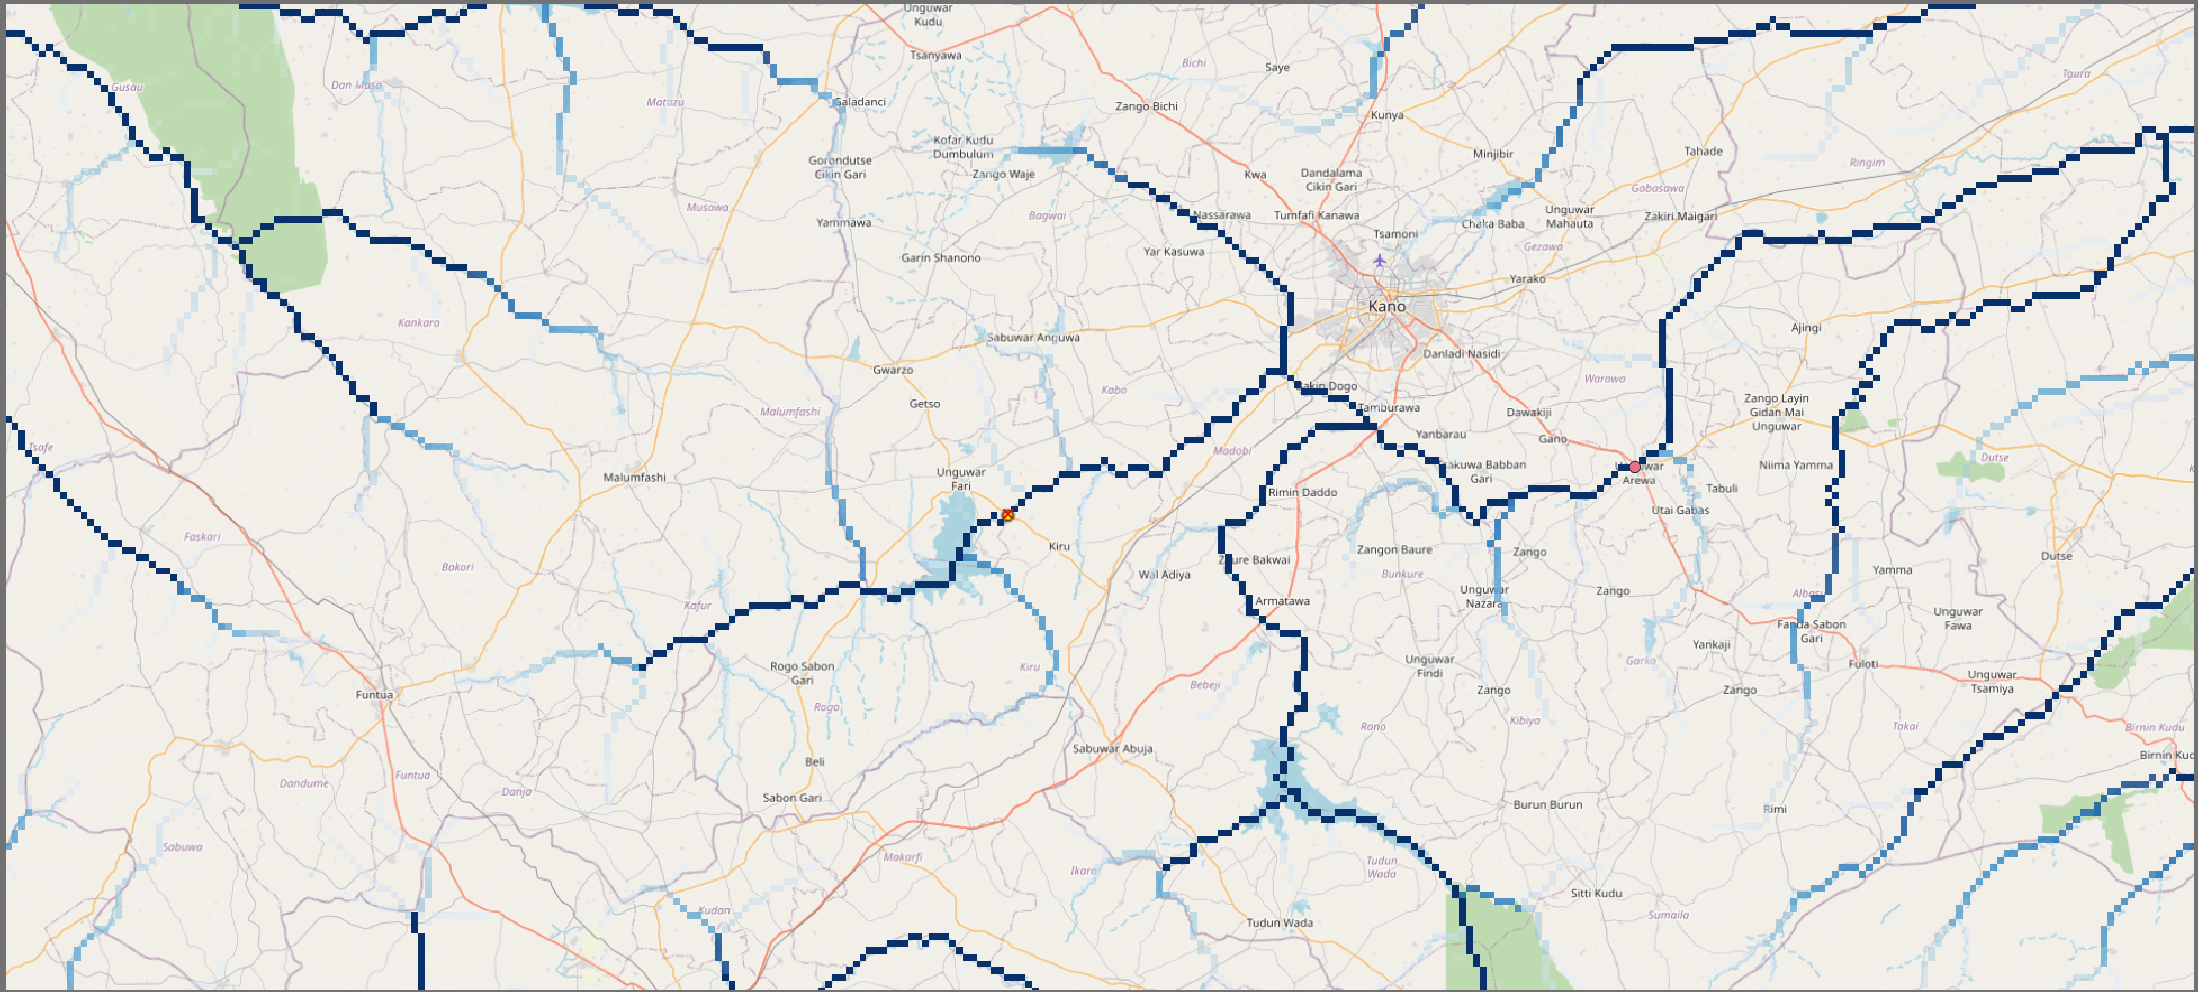 Unguwar
Kudu
Tsanyawa
Bichi
Saye
Gusau
Dan Musa
Matazu
Galadanci
Zango Bichi
Kunya
Taura
Kofar Kudu
Dumbulum
Gorondutse
Cikin Gari
Zango Waje
Kwa
Dandalama
Cikin Gari
Minjibir
Tahade
Ringim
Gabasawa
Musawa
Bagwai
Yammawa
Nassarawa
Tumfafi Kanawa
Tsamoni
Chaka Baba
Unguwar
Mahauta
Zakiri Maigari
Garin Shanono
Yar Kasuwa
Gezawa
Yarako
Kano
Kankara
Sabuwar Anguwa
Ajingi
Danladi Nasidi
Gwarzo
Kabo
Warawa
Getso
Malumfashi
Tamburawa
Dawakiji
Zango Layin
Gidan Mai
Unguwar
Tsafe
Madobi
Yanbarau
Gano
Dutse
Malumfashi
Unguwar
Fari
Babban
Gari
Arewa
Niima Yamma
Rimin Daddo
Tabuli
Utai Gabas
Faskari
Kiru
Zangon Baure
Zango
Dutse
Bakori
Wal Adiya
Bakwai
Bunkure
Yamma
Kafur
Armatawa
Unguwar
Nazara
Zango
Unguwar
Fawa
Sabon
Gari
Yankaji
Rogo Sabon
Gari
Kiru
Unguwar
Findi
Garko
Fuloti
Unguwar
Tsamiya
Funtua
Bebeji
Zango
Zango
Rogo
Rano
Kibiya
Takai
Birnin Kudu
Sabuwar Abuja
Beli
Birnin
Funtua
Dandume
Danja
Sabon Gari
Burun Burun
Rimi
Sabuwa
Makarfi
Ikara
Tudun
Wada
Kudan
Tudun Wada
Sitti Kudu
Sumaila